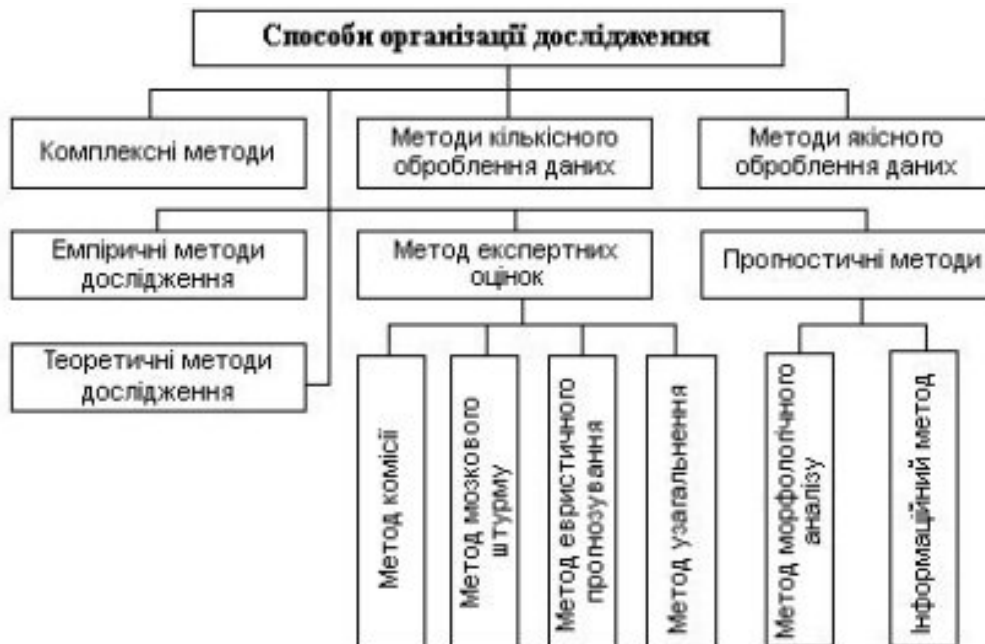 Способи організації дослідження
Комплексні методи
Методи кількісного
оброблення даних
Методи якісного
оброблення даних
Емпіричні методи
дослідження
Метод експертних
оцінок
Прогностичні методи
Теоретичні методи
дослідження
Метод комісії
Метод мозкового
штурму
Метод евристичного
прогнозування
Метод узагальнення
Метод морфологічного
аналізу
Інформаційний метод